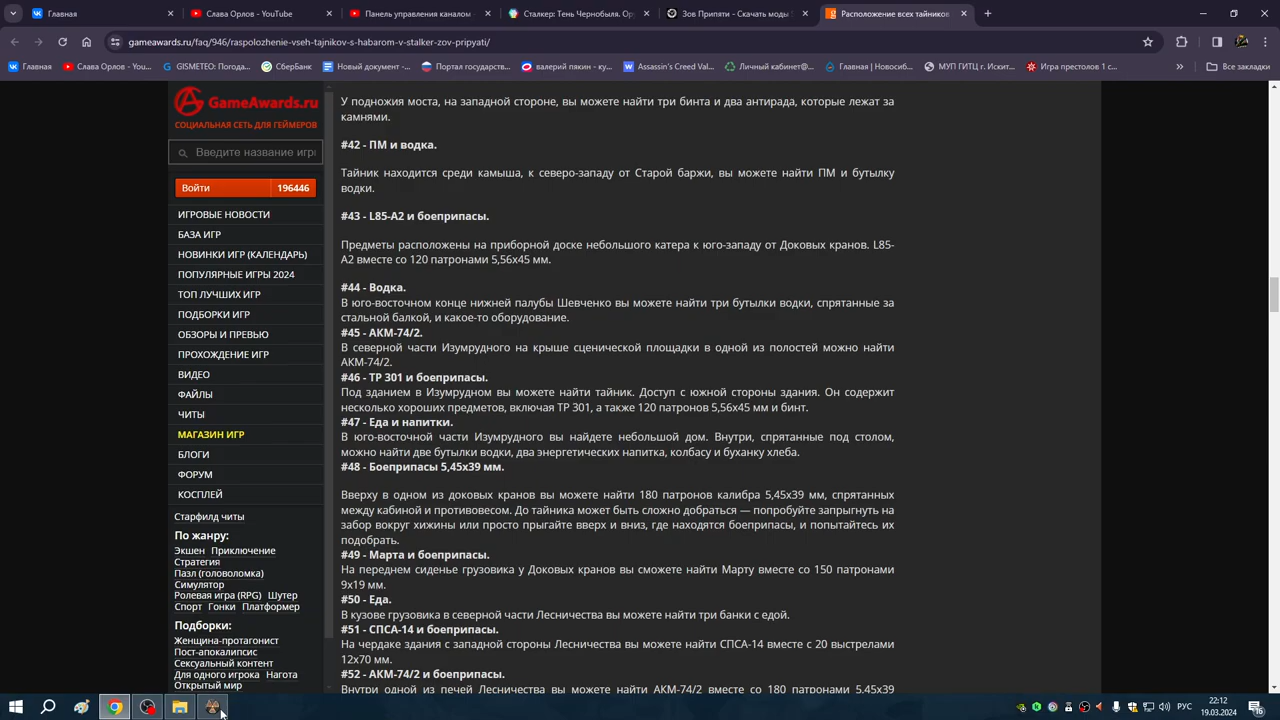 Главная
Слава Орлов - YouTube
Панель управления каналом
Сталкер: Тень Чернобыля. Ор
Зов Припяти - Скачать моды
Расположение всех тайников
gameawards.ru/faq/946/raspolozhenie-vseh-tajnikov-s-habarom-v-stalker-zov-pripyati/
Главная
Слава Орлов - You...
GISMETEO: Погода...
СберБанк
Новый документ -...
Портал государств...
валерий пякин - ку...
Assassin's Creed Val...
Личный кабинет@...
Главная | Новосиб...
МУП ГИТЦ г. Искит...
Игра престолов 1 с...
Все закладки
GameAwards.ru
СОЦИАЛЬНАЯ СЕТЬ ДЛЯ ГЕЙМЕРОВ
Введите название игры
Войти 196446
ИГРОВЫЕ НОВОСТИ
БАЗА ИГР
НОВИНКИ ИГР (КАЛЕНДАРЬ)
ПОПУЛЯРНЫЕ ИГРЫ 2024
ТОП ЛУЧШИХ ИГР
ПОДБОРКИ ИГР
ОБЗОРЫ И ПРЕВЬЮ
ПРОХОЖДЕНИЕ ИГР
ВИДЕО
ФАЙЛЫ
ЧИТЫ
МАГАЗИН ИГР
БЛОГИ
ФОРУМ
КОСПЛЕЙ
Старфилд читы
По жанру:
Экшен Приключение
Стратегия
Пазл (головоломка)
Симулятор
Ролевая игра (RPG) Шутер
Спорт Гонки Платформер
Подборки:
Женщина-протагонист
Пост-апокалипсис
Сексуальный контент
Для одного игрока Нагота
Открытый мир
У подножия моста, на западной стороне, вы можете найти три бинта и два антирада, которые лежат за
камнями.
#42 - ПМ и водка.
Тайник находится среди камыша, к северо-западу от Старой баржи, вы можете найти ПМ и бутылку
водки.
#43 - L85-A2 и боеприпасы.
Предметы расположены на приборной доске небольшого катера к юго-западу от Доковых кранов. L85-
A2 вместе со 120 патронами 5,56x45 мм.
#44 - Водка.
В юго-восточном конце нижней палубы Шевченко вы можете найти три бутылки водки, спрятанные за
стальной балкой, и какое-то оборудование.
#45 - АКМ-74/2.
В северной части Изумрудного на крыше сценической площадки в одной из полостей можно найти
АКМ-74/2.
#46 - ТР 301 и боеприпасы.
Под зданием в Изумрудном вы можете найти тайник. Доступ с южной стороны здания. Он содержит
несколько хороших предметов, включая ТР 301, а также 120 патронов 5,56x45 мм и бинт.
#47 - Еда и напитки.
В юго-восточной части Изумрудного вы найдете небольшой дом. Внутри, спрятанные под столом,
можно найти две бутылки водки, два энергетических напитка, колбасу и буханку хлеба.
#48 - Боеприпасы 5,45x39 мм.
Вверху в одном из доковых кранов вы можете найти 180 патронов калибра 5,45x39 мм, спрятанных
между кабиной и противовесом. До тайника может быть сложно добраться — попробуйте запрыгнуть на
забор вокруг хижины или просто прыгайте вверх и вниз, где находятся боеприпасы, и попытайтесь их
подобрать.
#49 - Марта и боеприпасы.
На переднем сиденье грузовика у Доковых кранов вы сможете найти Марту вместе со 150 патронами
9x19 мм.
#50 - Еда.
В кузове грузовика в северной части Лесничества вы можете найти три банки с едой.
#51 - СПСА-14 и боеприпасы.
На чердаке здания с западной стороны Лесничества вы можете найти СПСА-14 вместе с 20 выстрелами
12x70 мм.
#52 - АКМ-74/2 и боеприпасы.
Внутри одной из печей Лесничества вы можете найти АКМ-74/2 вместе со 180 патронами 5,45x39
РУС
22:12
19.03.2024
16